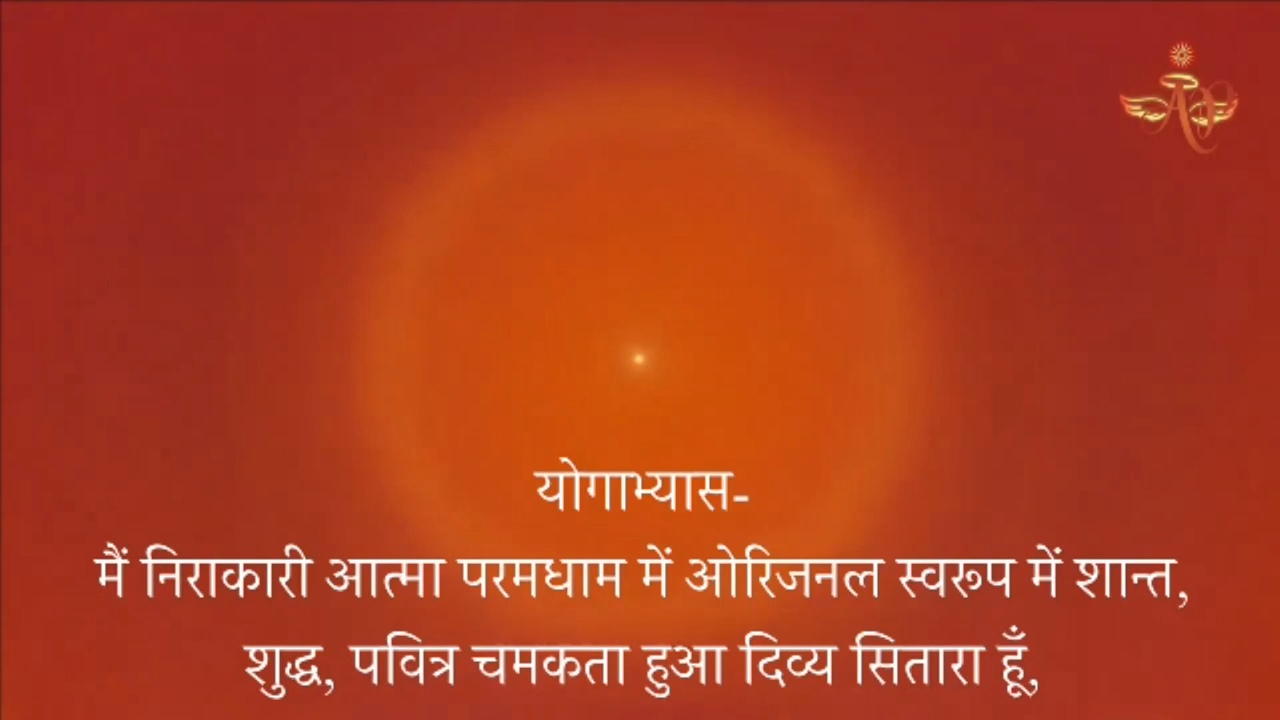 योगाभ्यास-
मैं निराकारी आत्मा परमधाम में ओरिजनल स्वरूप में शान्त,
शुद्ध, पवित्र चमकता हुआ दिव्य सितारा हूँ,